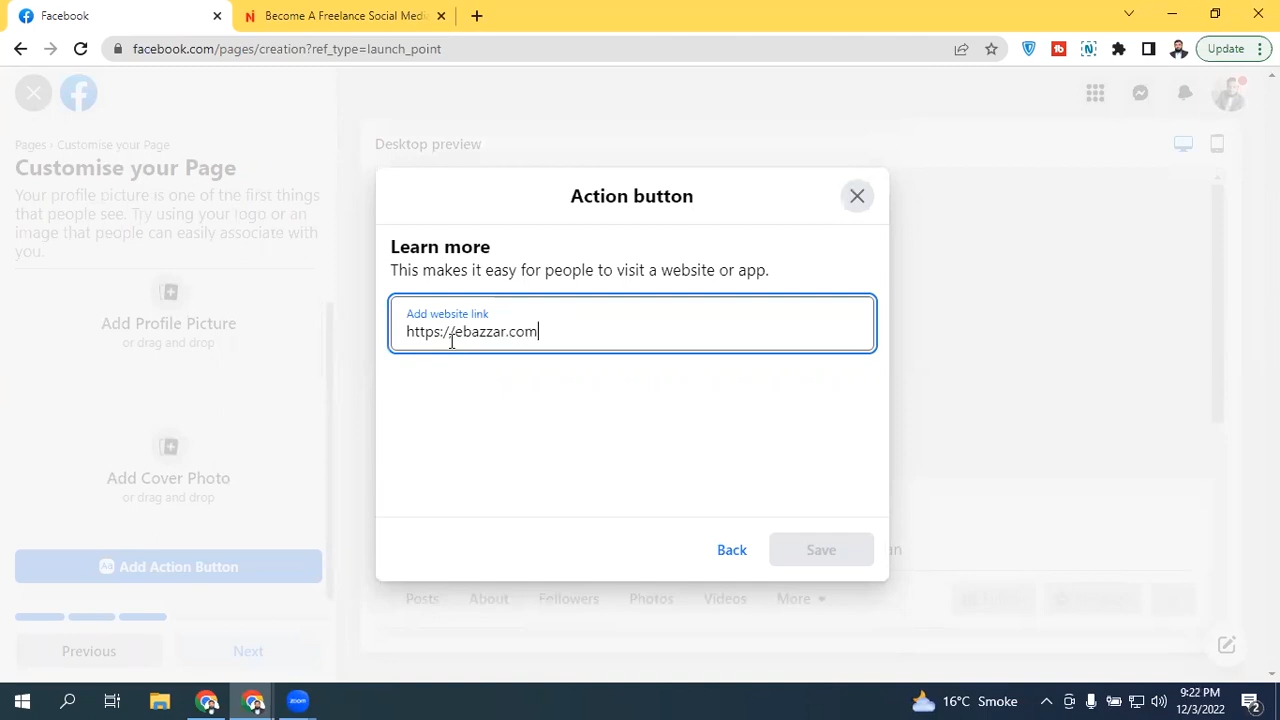 Facebook
Become A Freelance Social Medi
Update
facebook.com/pages/creation?ref_type=launch_point
Pages › Customise your Page
Customise your Page
Your profile picture is one of the first things
that people see. Try using your logo or an
image that people can easily associate with
you.
Add Profile Picture
or drag and drop
Add Cover Photo
or drag and drop
Add Action Button
Previous
Next
Desktop preview
Action button
Learn more
This makes it easy for people to visit a website or app.
Add website link
https://ebazzar.com
Back
Save
Posts
About
Followers
Photos
Videos
More
zoom
16°C Smoke
9:22 PM
12/3/2022
2